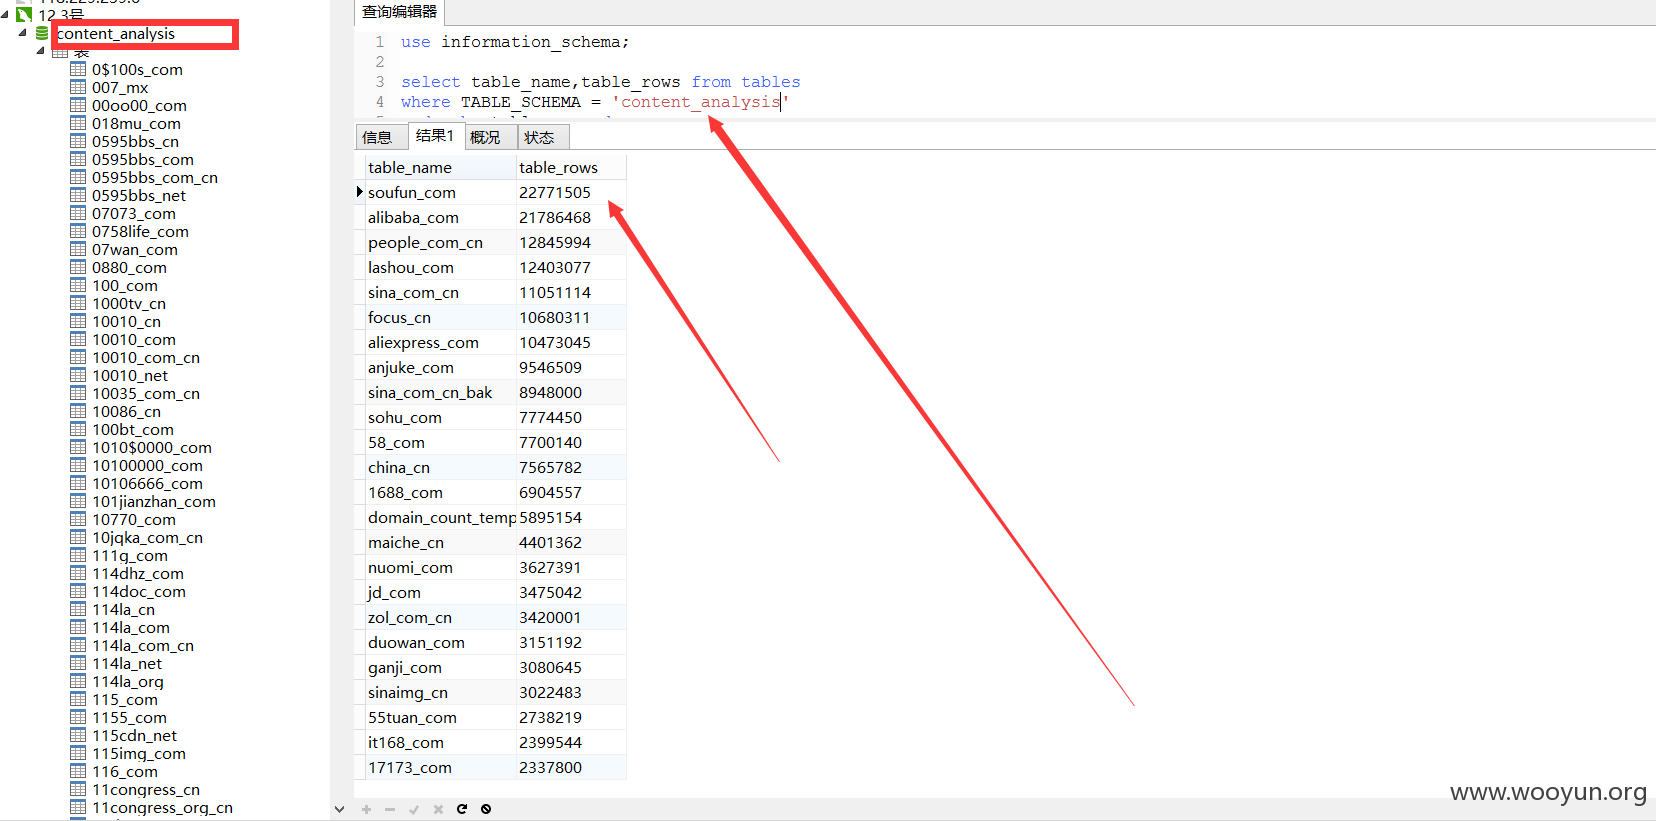 12.3号
content_analysis
表
0$100s_com
007_mx
00oo00_com
018mu_com
0595bbs_cn
0595bbs_com
0595bbs_com_cn
0595bbs_net
07073_com
0758life_com
07wan_com
0880_com
100_com
1000tv_cn
10010_cn
10010_com
10010_com_cn
10010_net
10035_com_cn
10086_cn
100bt_com
1010$0000_com
10100000_com
10106666_com
101jianzhan_com
10770_com
10jqka_com_cn
111g_com
114dhz_com
114doc_com
114la_cn
114la_com
114la_com_cn
114la_net
114la_org
115_com
1155_com
115cdn_net
115img_com
116_com
11congress_cn
11congress_org_cn
查询编辑器
1 use information_schema;
2
3 select table_name,table_rows from tables
4 where TABLE_SCHEMA = 'content_analysis'
信息 结果1 概况 状态
table_name table_rows
soufun_com 22771505
alibaba_com 21786468
people_com_cn 12845994
lashou_com 12403077
sina_com_cn 11051114
focus_cn 10680311
aliexpress_com 10473045
anjuke_com 9546509
sina_com_cn_bak 8948000
sohu_com 7774450
58_com 7700140
china_cn 7565782
1688_com 6904557
domain_count_temp 5895154
maiche_cn 4401362
nuomi_com 3627391
jd_com 3475042
zol_com_cn 3420001
duowan_com 3151192
ganji_com 3080645
sinaimg_cn 3022483
55tuan_com 2738219
it168_com 2399544
17173_com 2337800
www.wooyun.org